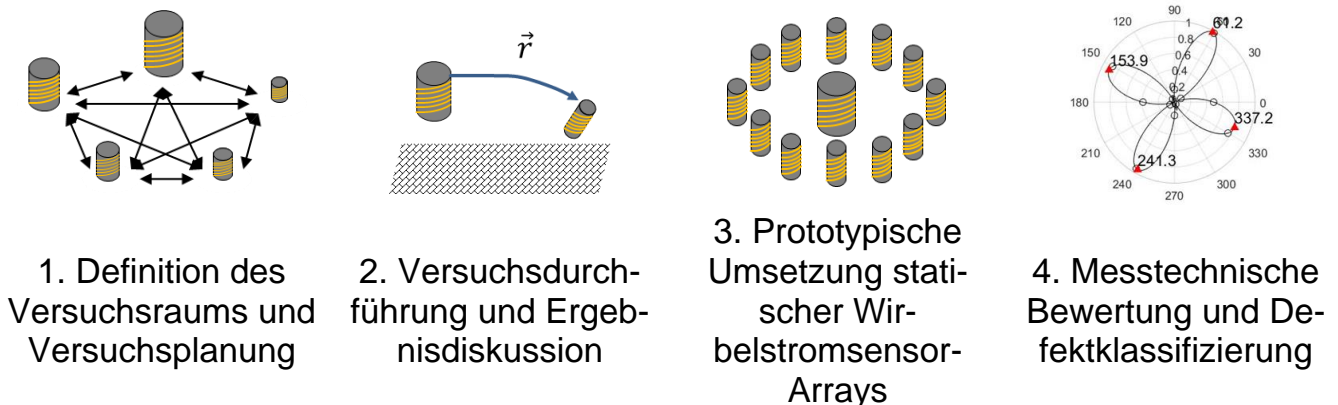 r
90
120
1
61.2
0.8
150
153.9
0.6
30
0.4
0.2
180
0
337.2
210
330
241.3
240
300
270
1. Definition des
Versuchsraums und
Versuchsplanung
2. Versuchsdurch-
führung und Ergeb-
nisdiskussion
3. Prototypische
Umsetzung stati-
scher Wir-
belstromsensor-
Arrays
4. Messtechnische
Bewertung und De-
fektklassifizierung